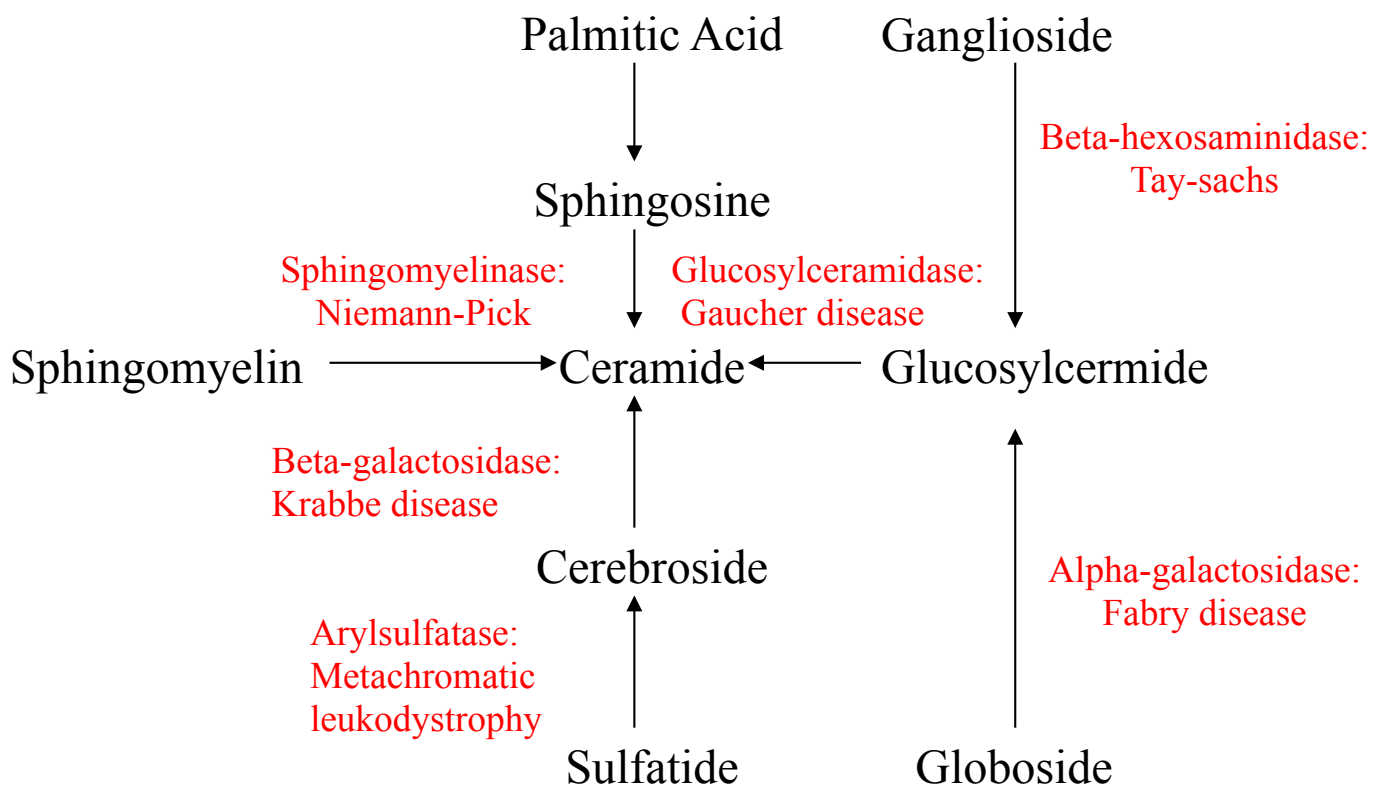 Palmitic Acid
Ganglioside
Beta-hexosaminidase:
Tay-sachs
Sphingosine
Sphingomyelinase:
Niemann-Pick
Glucosylceramidase:
Gaucher disease
Sphingomyelin
Ceramide
Glucosylcermide
Beta-galactosidase:
Krabbe disease
Cerebroside
Alpha-galactosidase:
Fabry disease
Arylsulfatase:
Metachromatic
leukodystrophy
Sulfatide
Globoside